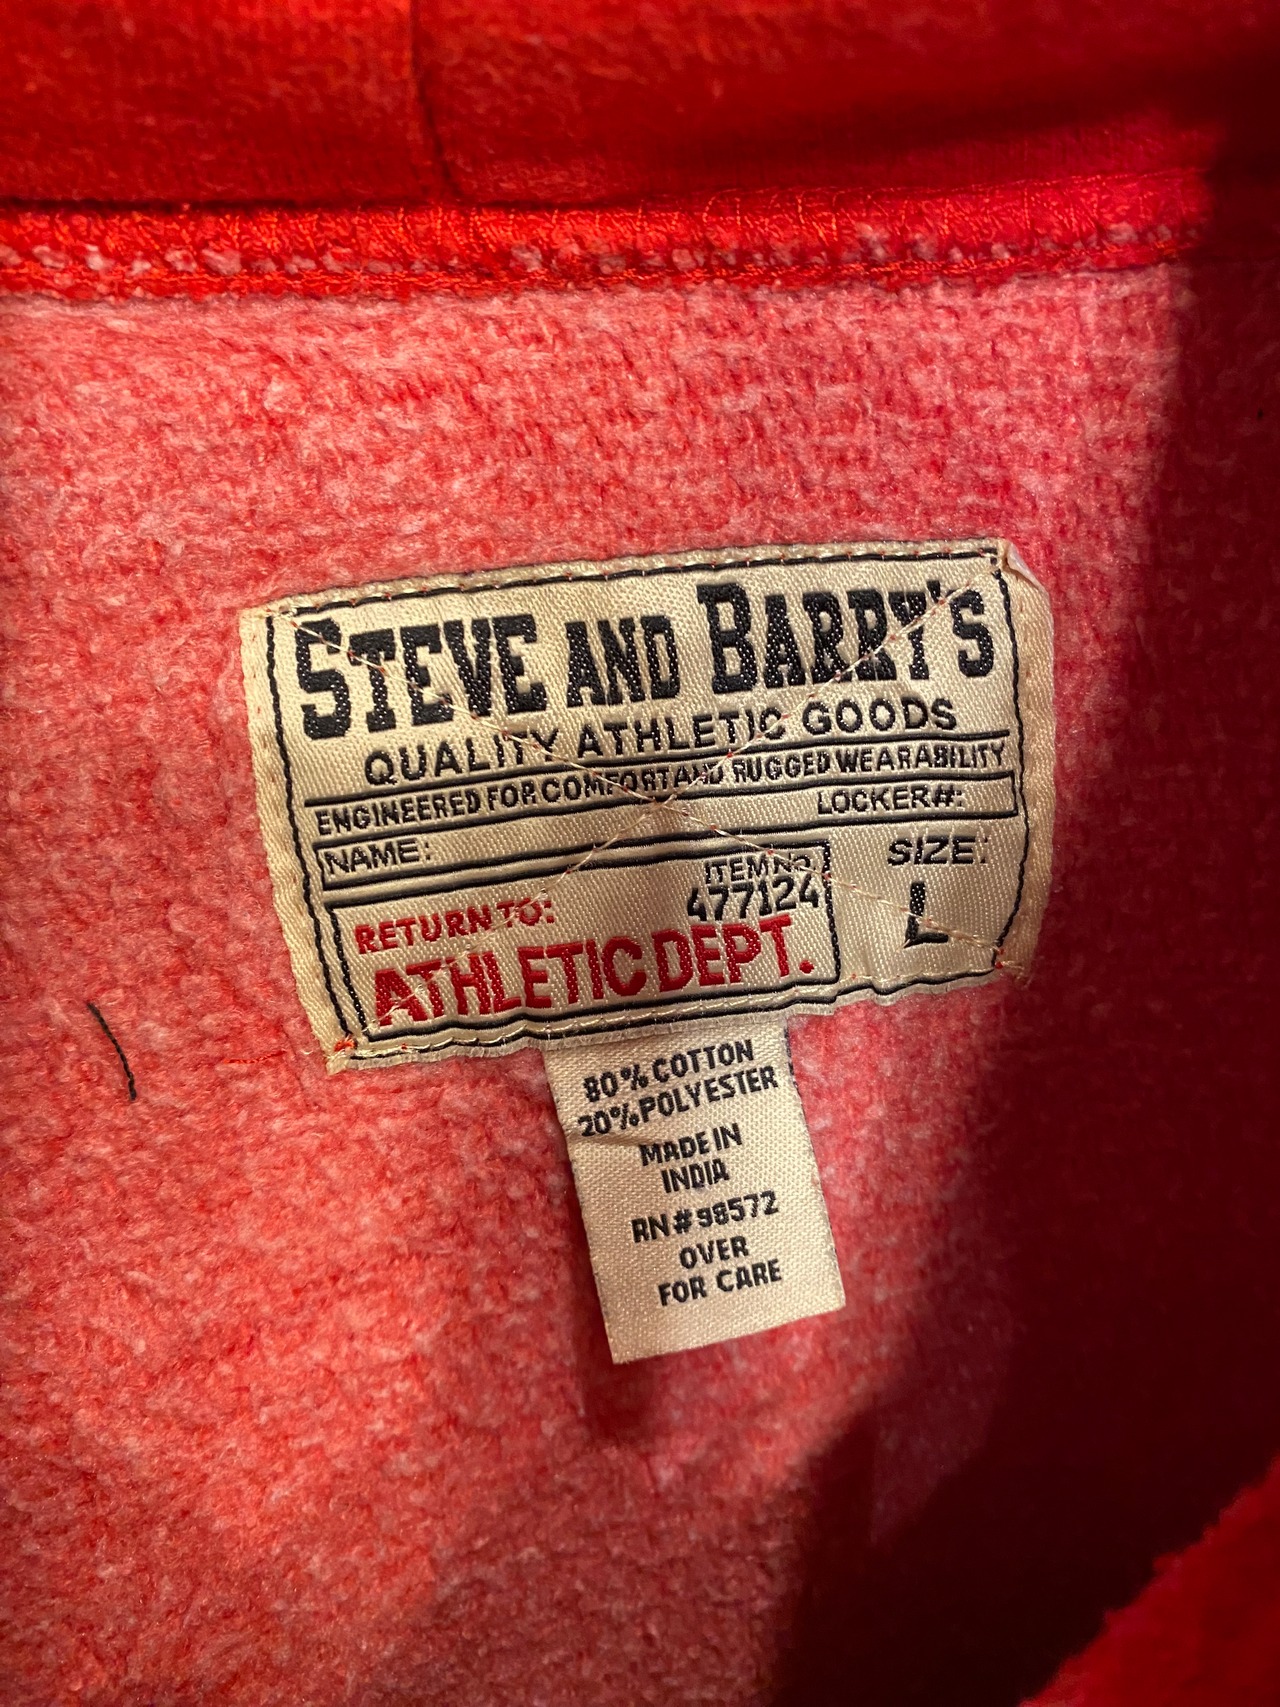 STEVE AND BARRY'S
QUALITY ATHLETIC GOODS
ENGINEERED FOR COMFORT AND RUGGED WEARABILITY
LOCKER#:
NAME:
SIZE:
L
ITEM NO.
477124
RETURN TO:
ATHLETIC DEPT.
80% COTTON
20% POLYESTER
MADE IN
INDIA
RN#98572
OVER
FOR CARE